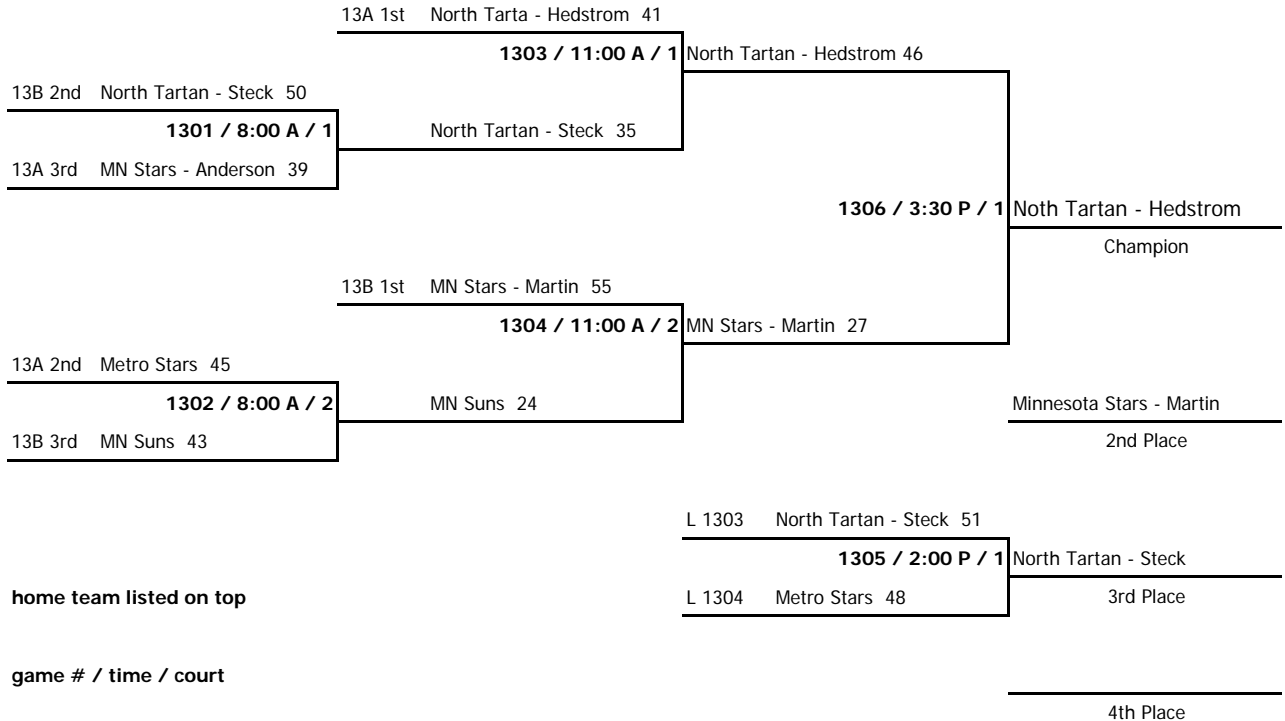 13A 1st North Tarta - Hedstrom 41
1303 / 11:00 A / 1 North Tartan - Hedstrom 46
13B 2nd North Tartan - Steck 50
1301 / 8:00 A / 1 North Tartan - Steck 35
13A 3rd MN Stars - Anderson 39
1306 / 3:30 P / 1 Noth Tartan - Hedstrom
Champion
13B 1st MN Stars - Martin 55
1304 / 11:00 A / 2 MN Stars - Martin 27
13A 2nd Metro Stars 45
1302 / 8:00 A / 2 MN Suns 24 Minnesota Stars - Martin
13B 3rd MN Suns 43 2nd Place
L 1303 North Tartan - Steck 51
1305 / 2:00 P / 1 North Tartan - Steck
home team listed on top L 1304 Metro Stars 48 3rd Place
game # / time / court
4th Place